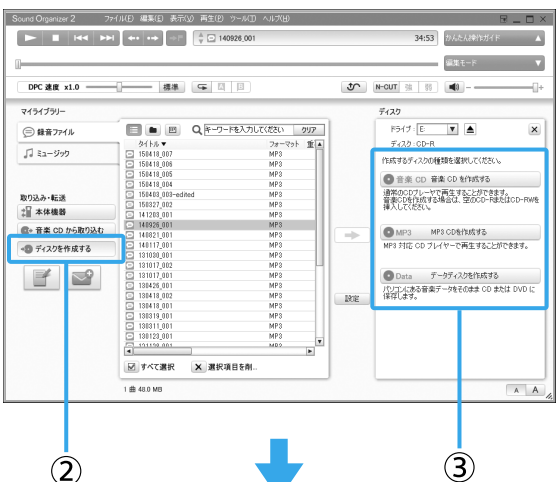 Sound Organizer 2 ファイル(F) 編集(E) 表示(V) 再生(P) ツール(T) ヘルプ(H)
140926_001 34:53 かんたん操作ガイド
編集モード
DPC 速度 x1.0 標準 N-CUT 強 弱
マイライブラリー
録音ファイル
ミュージック
取り込み・転送
本体機器
音楽 CD から取り込む
ディスクを作成する
キーワードを入力してください クリア
タイトル フォーマット 重
150418_007 MP3
150418_006 MP3
150418_005 MP3
150418_004 MP3
150403_003-edited MP3
150327_002 MP3
141203_001 MP3
140926_001 MP3
140821_001 MP3
140117_001 MP3
131030_001 MP3
131017_002 MP3
131017_001 MP3
130426_001 MP3
130418_002 MP3
130418_001 MP3
130319_001 MP3
130311_001 MP3
130123_001 MP3
121128_001 MP3
すべて選択 選択項目を削...
1 曲 48.0 MB
設定
ディスク
ドライブ: E:
ディスク: CD-R
作成するディスクの種類を選択してください。
音楽 CD 音楽 CD を作成する
通常のCDプレーヤで再生することができます。
音楽CDを作成する場合は、空のCD-RまたはCD-RWを
挿入してください。
MP3 MP3 CDを作成する
MP3 対応 CD プレイヤーで再生することができます。
Data データディスクを作成する
パソコンにある音楽データをそのまま CD または DVD に
保存します。
A A
②
③